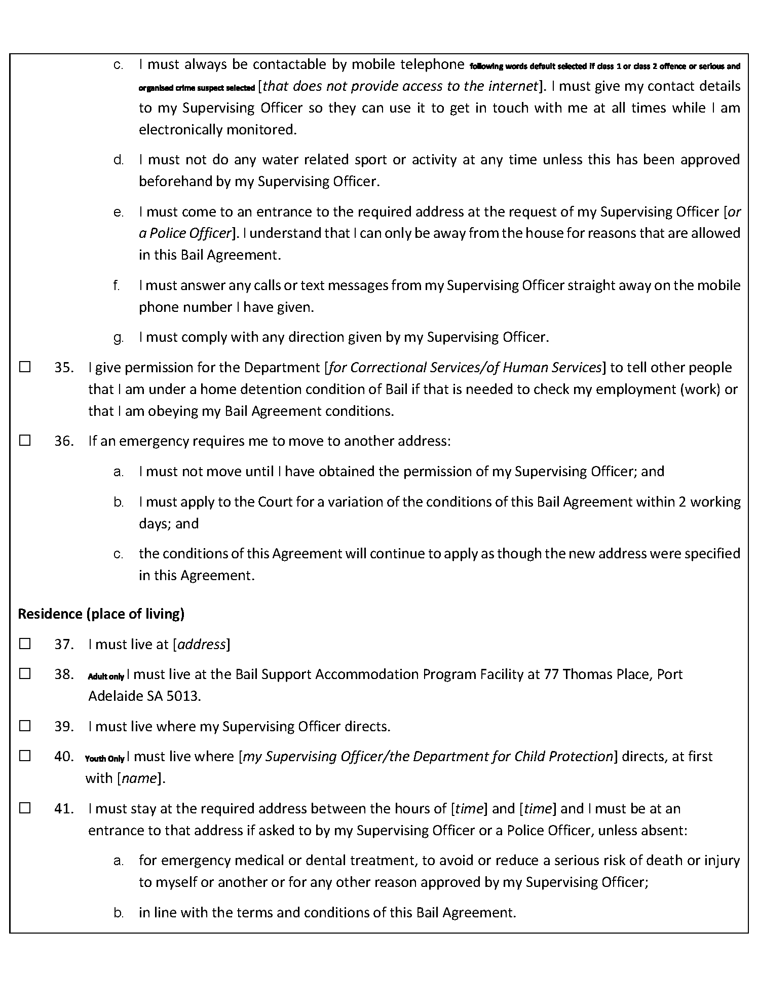 c. I must always be contactable by mobile telephone following words default selected if class 1 or class 2 offence or serious and
organised crime suspect selected [that does not provide access to the internet]. I must give my contact details
to my Supervising Officer so they can use it to get in touch with me at all times while I am
electronically monitored.
d. I must not do any water related sport or activity at any time unless this has been approved
beforehand by my Supervising Officer.
e. I must come to an entrance to the required address at the request of my Supervising Officer [or
a Police Officer]. I understand that I can only be away from the house for reasons that are allowed
in this Bail Agreement.
f. I must answer any calls or text messages from my Supervising Officer straight away on the mobile
phone number I have given.
g. I must comply with any direction given by my Supervising Officer.
☐ 35. I give permission for the Department [for Correctional Services/of Human Services] to tell other people
that I am under a home detention condition of Bail if that is needed to check my employment (work) or
that I am obeying my Bail Agreement conditions.
☐ 36. If an emergency requires me to move to another address:
a. I must not move until I have obtained the permission of my Supervising Officer; and
b. I must apply to the Court for a variation of the conditions of this Bail Agreement within 2 working
days; and
c. the conditions of this Agreement will continue to apply as though the new address were specified
in this Agreement.
Residence (place of living)
☐ 37. I must live at [address]
☐ 38. Adult only I must live at the Bail Support Accommodation Program Facility at 77 Thomas Place, Port
Adelaide SA 5013.
☐ 39. I must live where my Supervising Officer directs.
☐ 40. Youth Only I must live where [my Supervising Officer/the Department for Child Protection] directs, at first
with [name].
☐ 41. I must stay at the required address between the hours of [time] and [time] and I must be at an
entrance to that address if asked to by my Supervising Officer or a Police Officer, unless absent:
a. for emergency medical or dental treatment, to avoid or reduce a serious risk of death or injury
to myself or another or for any other reason approved by my Supervising Officer;
b. in line with the terms and conditions of this Bail Agreement.